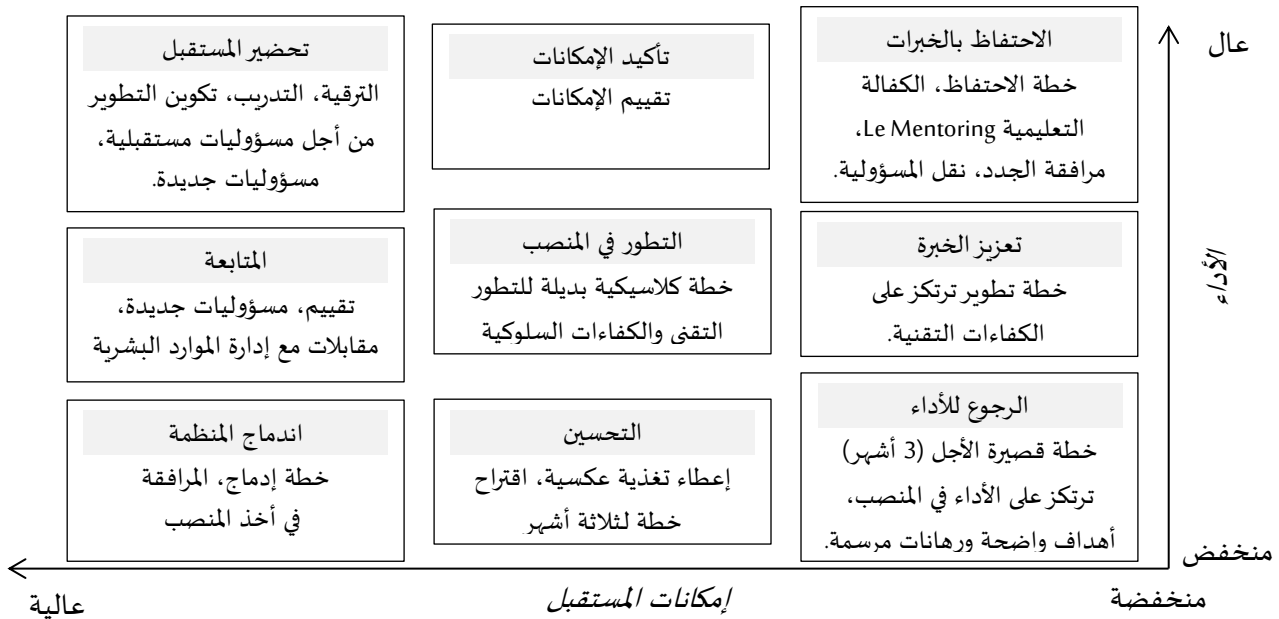 عال
الأداء
منخفض
الاحتفاظ بالخبرات
خطة الاحتفاظ، الكفالة
التعليمية Le Mentoring،
مرافقة الجدد، نقل المسؤولية.
تأكيد الإمكانات
تقييم الإمكانات
تحضير المستقبل
الترقية، التدريب، تكوين التطوير
من أجل مسؤوليات مستقبلية،
مسؤوليات جديدة.
تعزيز الخبرة
خطة تطوير ترتكز على
الكفاءات التقنية.
التطور في المنصب
خطة كلاسيكية بديلة للتطور
التقني والكفاءات السلوكية
المتابعة
تقييم، مسؤوليات جديدة،
مقابلات مع إدارة الموارد البشرية
الرجوع للأداء
خطة قصيرة الأجل (3 أشهر)
ترتكز على الأداء في المنصب،
أهداف واضحة ورهانات مرسمة.
التحسين
إعطاء تغذية عكسية، اقتراح
خطة لثلاثة أشهر
اندماج المنظمة
خطة إدماج، المرافقة
في أخذ المنصب
منخفضة
إمكانات المستقبل
عالية